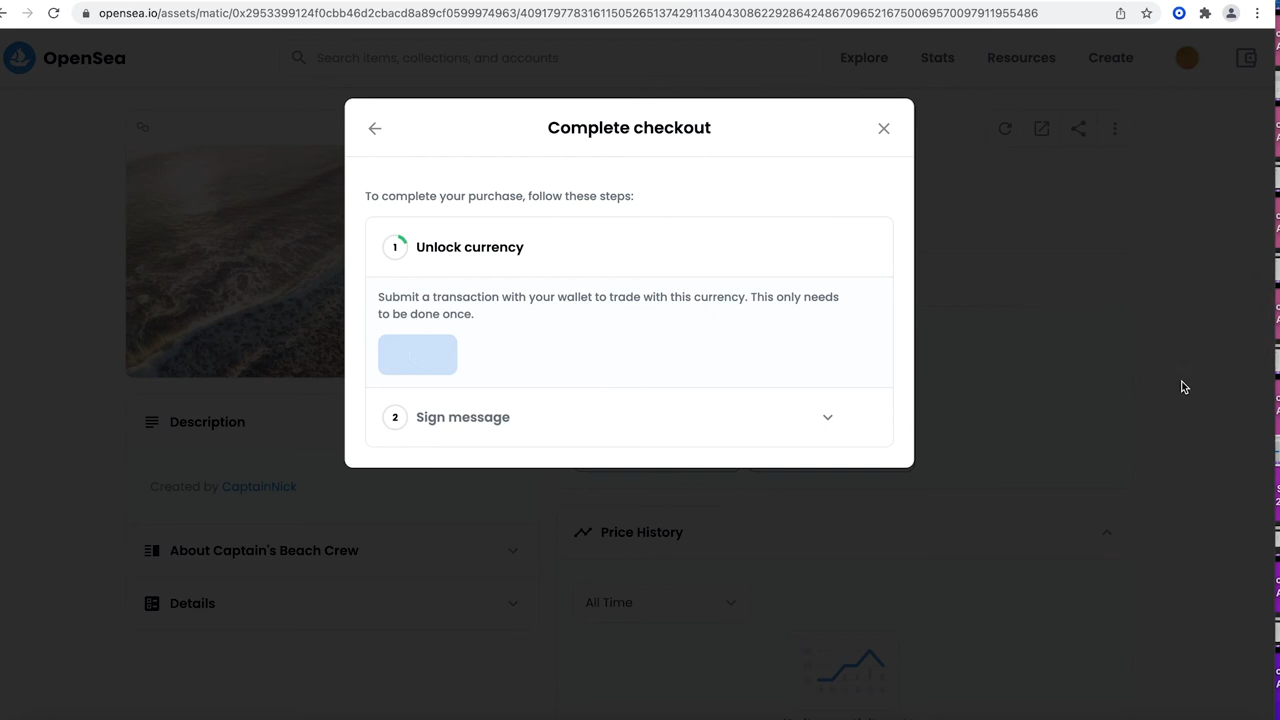 opensea.io/assets/matic/0x2953399124f0cbb46d2cbacd8a89cf0599974963/40917977831611505265137429113404309622928642486709652167500695700979119554​86
OpenSea
Search items, collections, and accounts
Explore
Stats
Resources
Create
Complete checkout
To complete your purchase, follow these steps:
1
Unlock currency
Submit a transaction with your wallet to trade with this currency. This only needs
to be done once.
2
Sign message
Description
Created by CaptainNick
About Captain's Beach Crew
Details
Price History
All Time